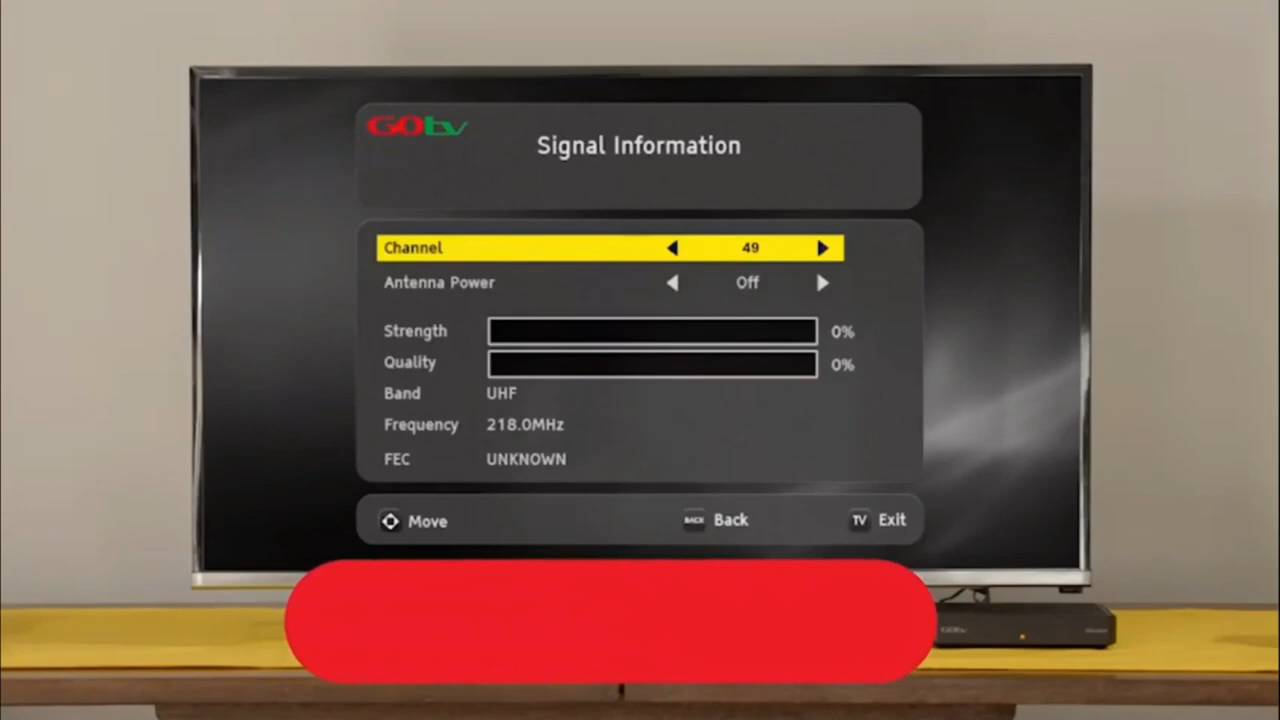 GOtv
Signal Information
Channel 49
Antenna Power Off
Strength 0%
Quality 0%
Band UHF
Frequency 218.0MHz
FEC UNKNOWN
Move BACK Back TV Exit
GOtv